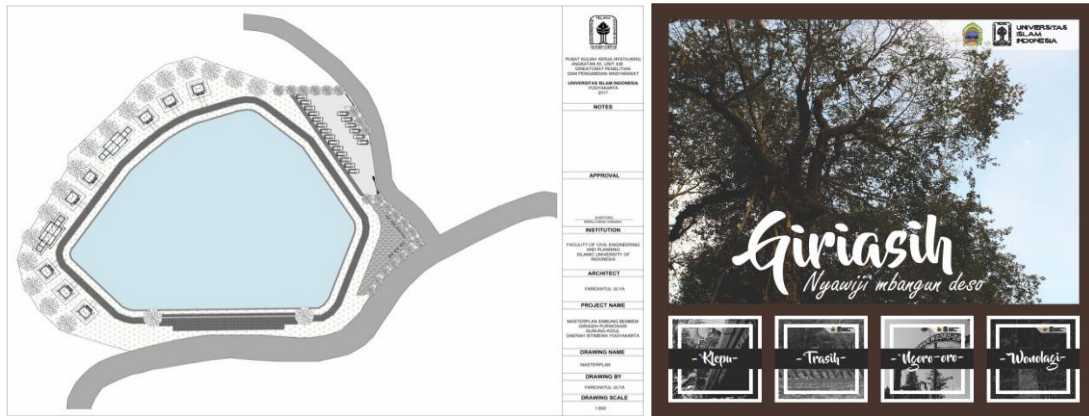 PUSAT KULIAH KERJA NYATA(KKN)
ANGKATAN 55, UNIT 428
DIREKTORAT PENELITIAN
DAN PENGABDIAN MASYARAKAT
UNIVERSITAS ISLAM INDONESIA
YOGYAKARTA
2017
NOTES
APPROVAL
INSTITUTION
FACULTY OF CIVIL ENGINEERING
AND PLANNING
ISLAMIC UNIVERSITY OF
INDONESIA
ARCHITECT
FARICHATUL ULYA
PROJECT NAME
MASTERPLAN EMBUNG BEMBEM
GIRIASIH PURWOSARI
GUNUNG KIDUL
DAERAH ISTIMEWA YOGYAKARTA
DRAWING NAME
MASTERPLAN
DRAWING BY
FARICHATUL ULYA
DRAWING SCALE
UNIVERSITAS
ISLAM
INDONESIA
Giriasih
Nyawiji mbangun deso
-Klepu-
-Trasih-
-Ngoro-oro-
-Wonolagi-